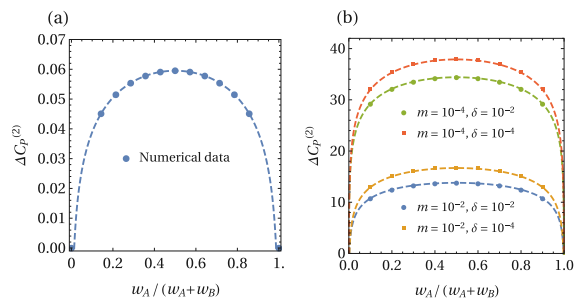 (a)
0.07
0.06
0.05
0.04
0.03
0.02
0.01
0.00
ΔC_P^(2)
Numerical data
0. 0.2 0.4 0.6 0.8 1.
w_A / (w_A+w_B)
(b)
40
30
20
10
0
ΔC_P^(2)
m = 10^-4, δ = 10^-2
m = 10^-4, δ = 10^-4
m = 10^-2, δ = 10^-2
m = 10^-2, δ = 10^-4
0.0 0.2 0.4 0.6 0.8 1.0
w_A / (w_A+w_B)